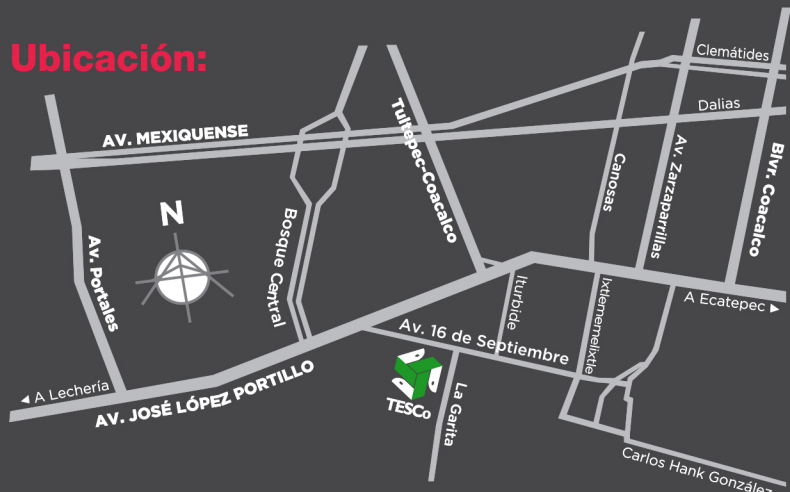 Ubicación:
Clemátides
Dalias
AV. MEXIQUENSE
Tultepec-Coacalco
Canosas
Av. Zarzaparrillas
Blvr. Coacalco
N
Bosque Central
Av. Portales
Iturbide
Ixtlememelixtle
A Ecatepec ►
Av. 16 de Septiembre
◄ A Lechería
AV. JOSÉ LÓPEZ PORTILLO
TESCo
La Garita
Carlos Hank González